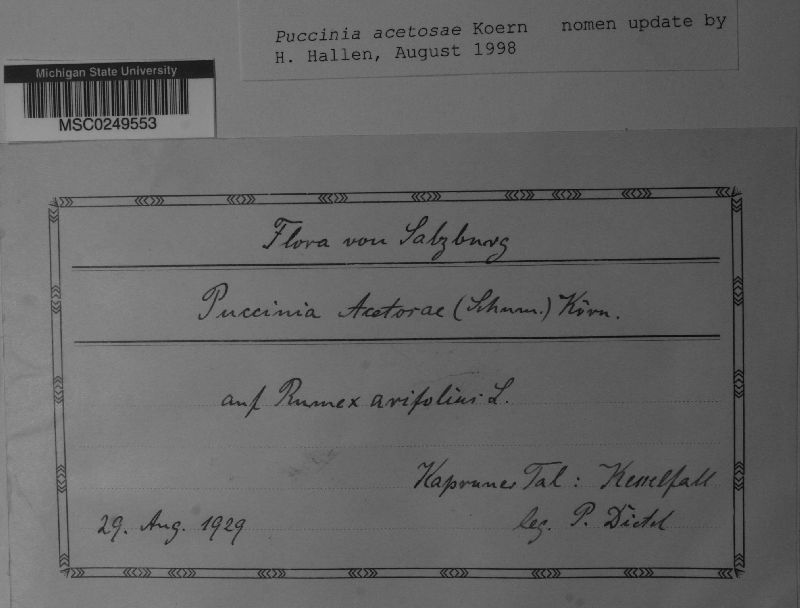 Puccinia acetosae Koern nomen update by
H. Hallen, August 1998
Michigan State University
MSC0249553
Flora von Salzburg
Puccinia Acetosae (Schum.) Körn.
auf Rumex arifolius L.
Kapruner Tal: Kesselfall
29. Aug. 1929 leg. P. Dietel